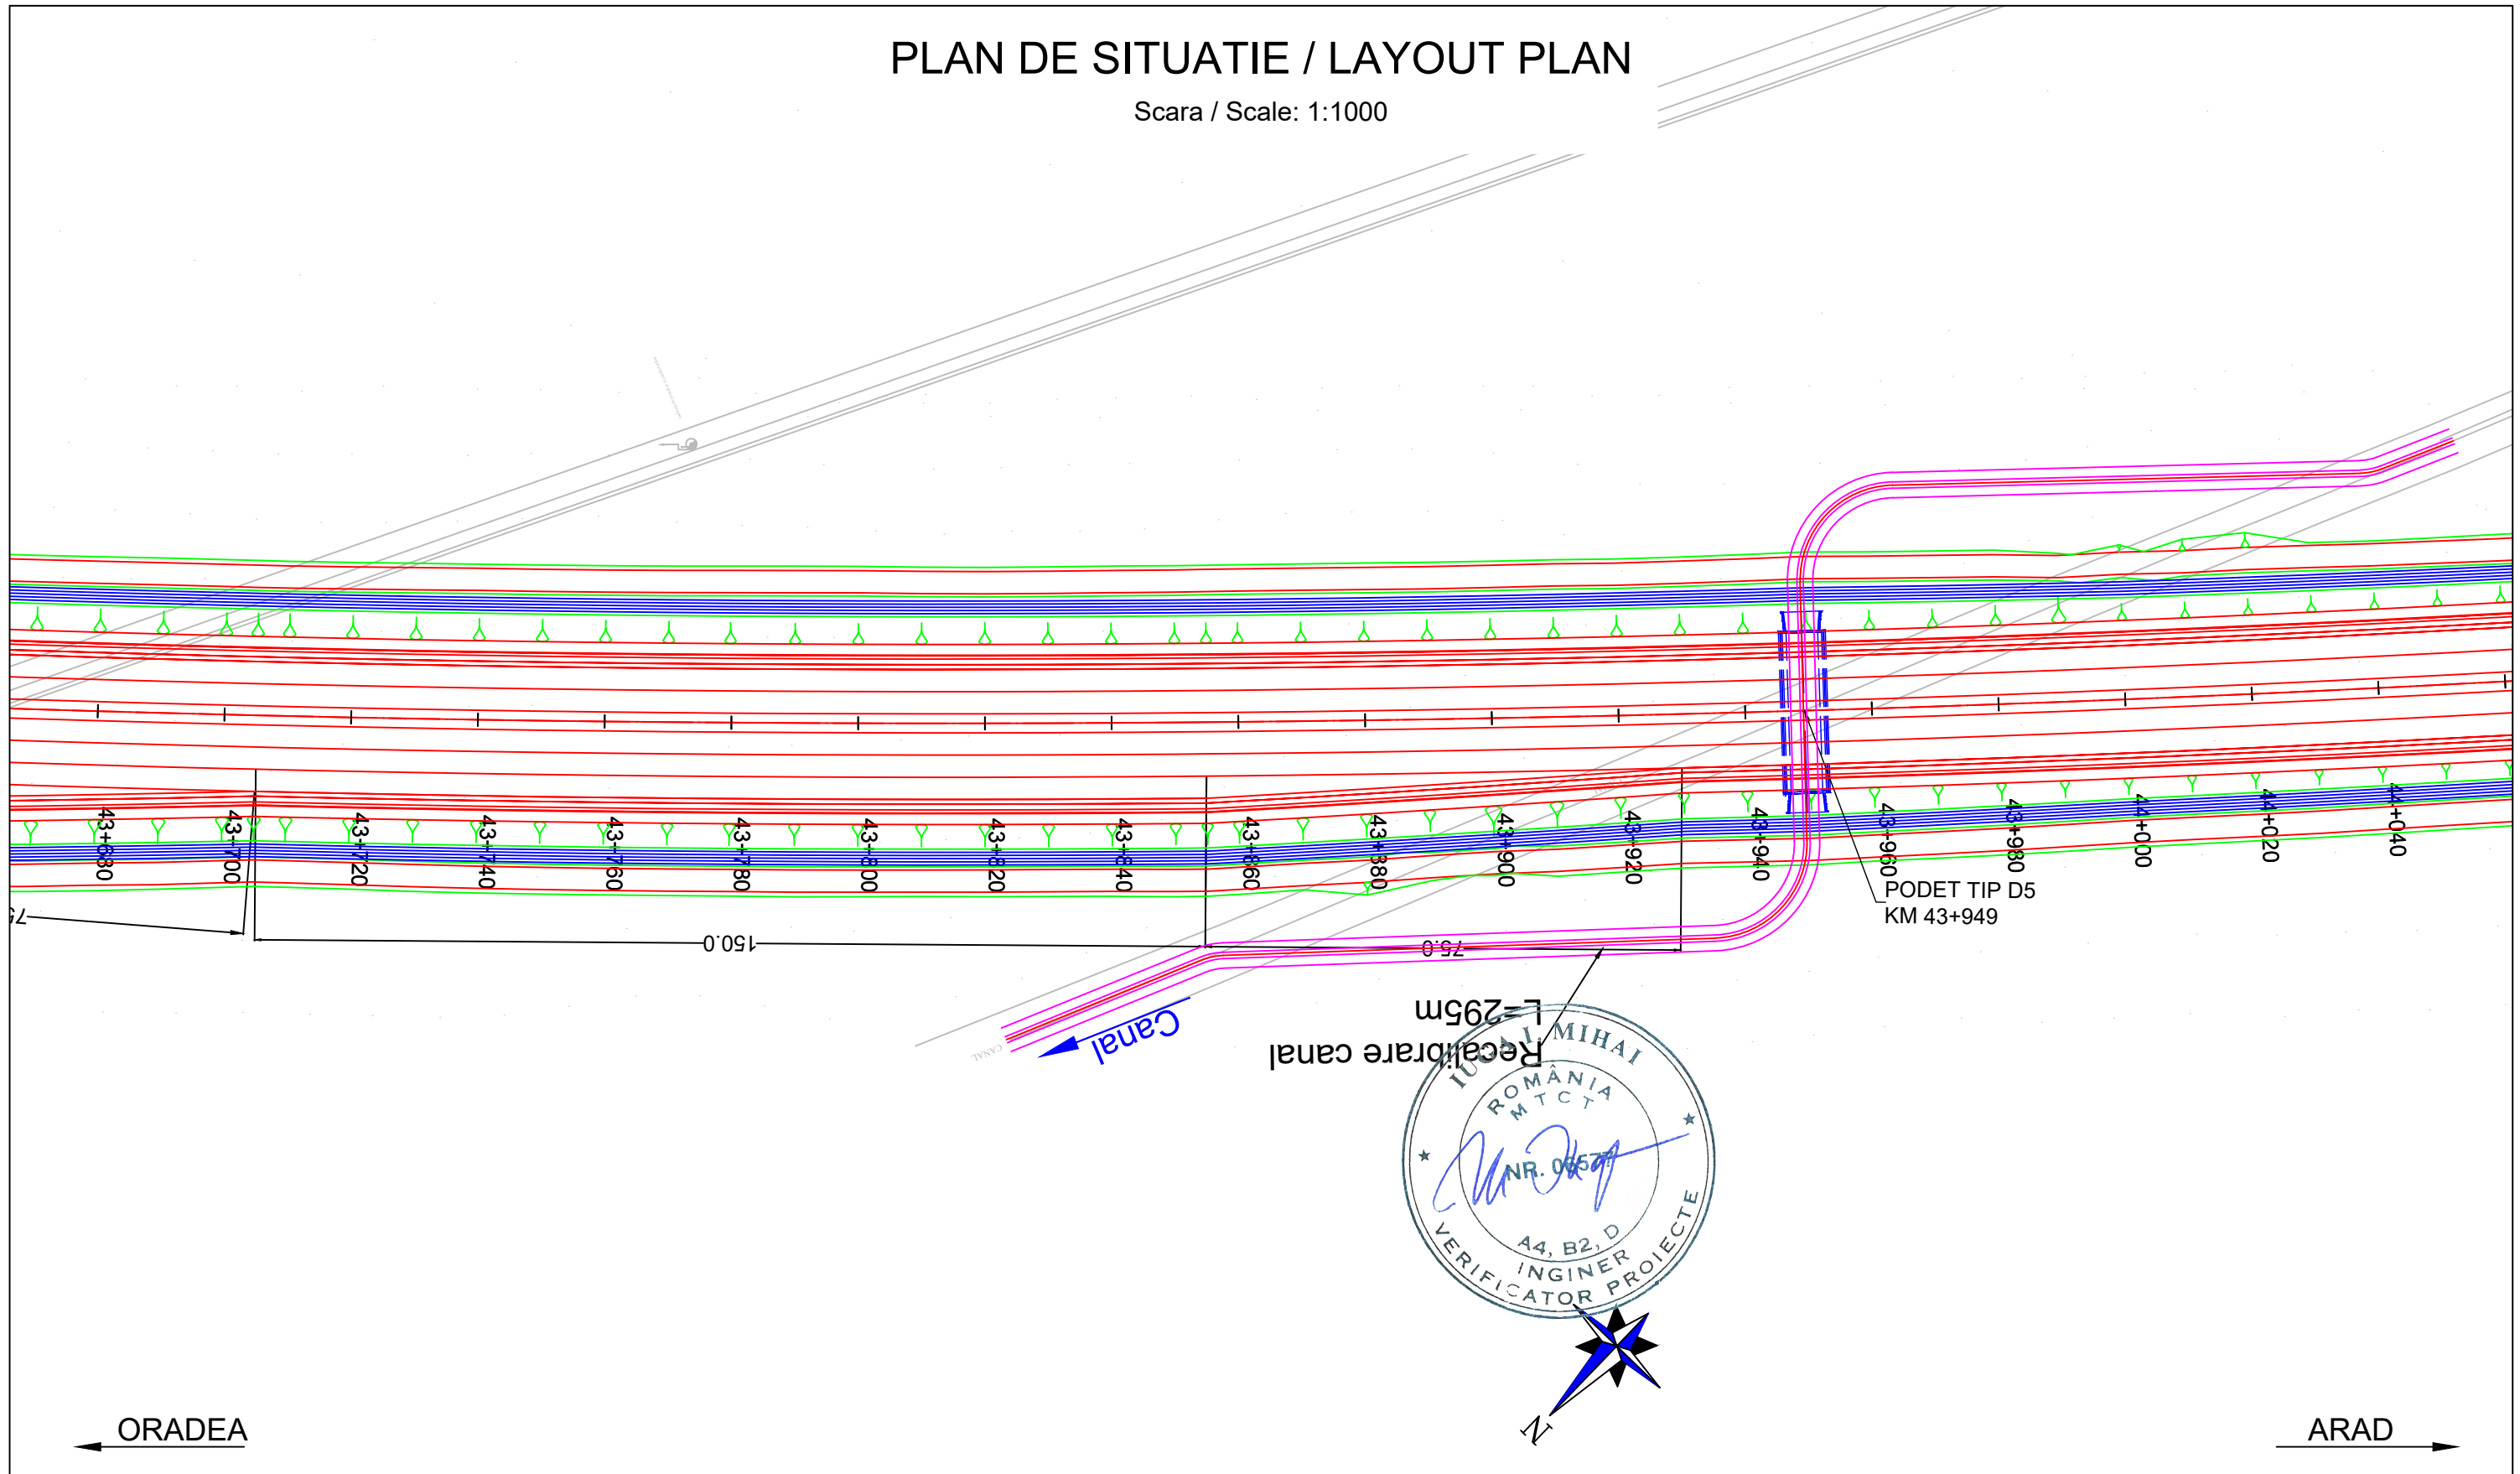 PLAN DE SITUATIE / LAYOUT PLAN
Scara / Scale: 1:1000
43+680
43+700
43+720
43+740
43+760
43+780
43+800
43+820
43+840
43+860
43+880
43+900
43+920
43+940
43+960
43+980
44+000
44+020
44+040
PODET TIP D5
KM 43+949
75
150.0
75.0
Recalibrare canal
L=295m
Canal
CANAL
IUGA I. MIHAI
ROMÂNIA
M T C T
NR. 06577
A4, B2, D
INGINER
VERIFICATOR PROIECTE
N
ORADEA
ARAD